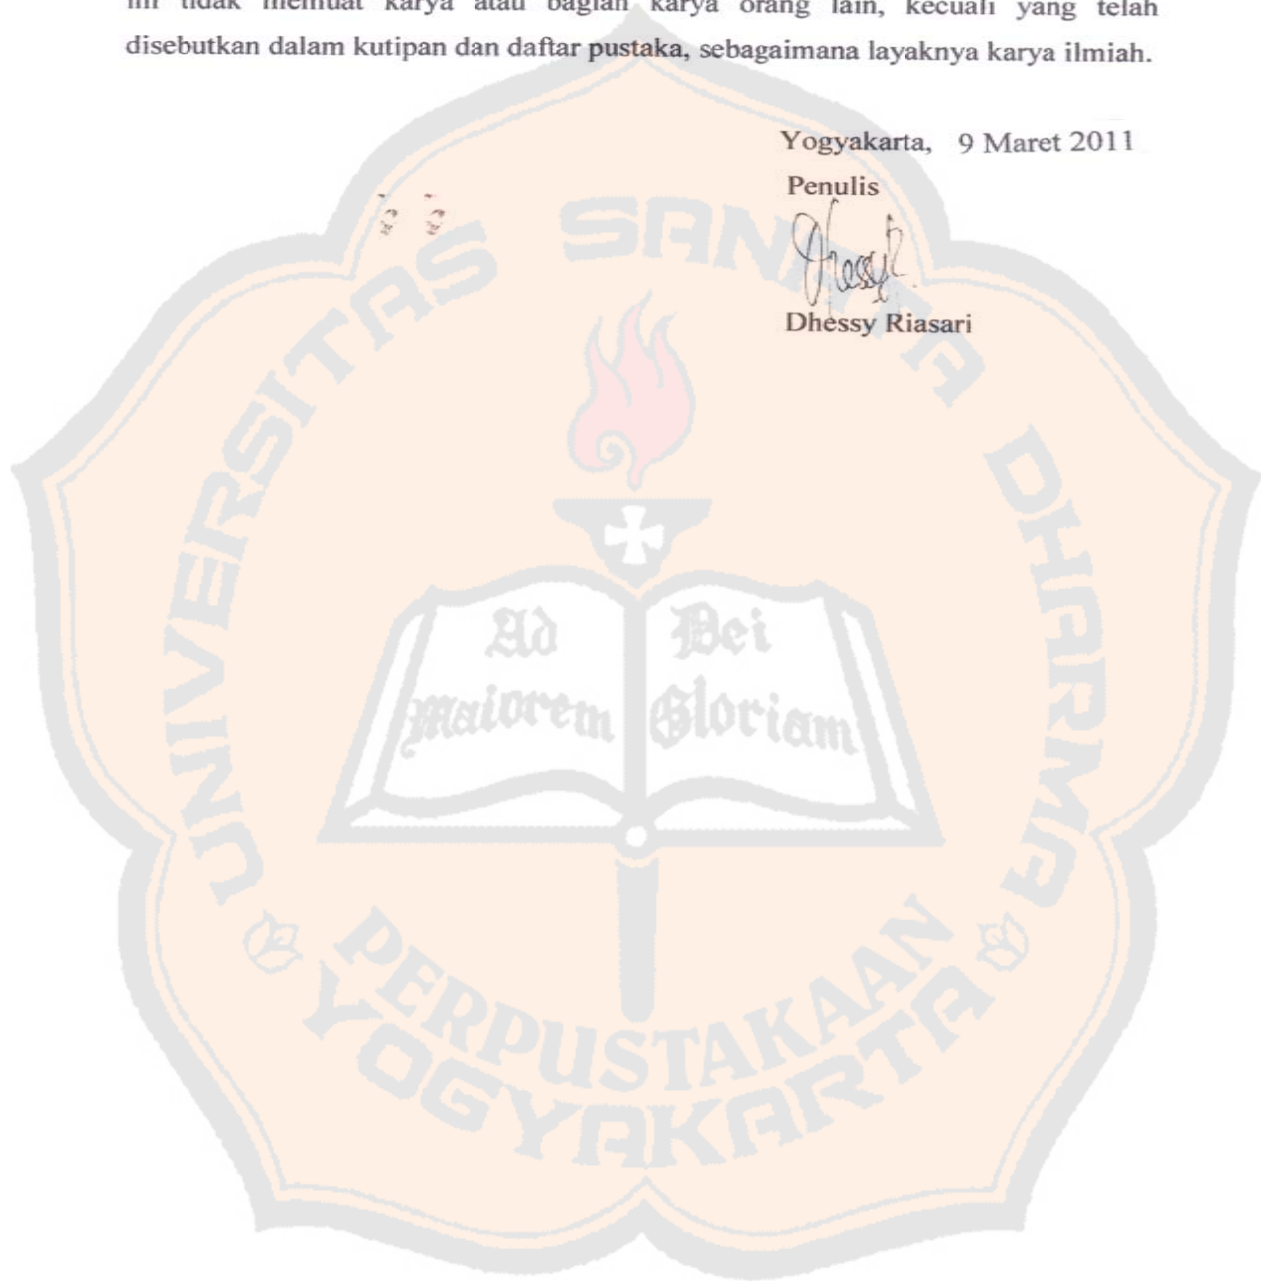 ini tidak memuat karya atau bagian karya orang lain, kecuali yang telah
disebutkan dalam kutipan dan daftar pustaka, sebagaimana layaknya karya ilmiah.
Yogyakarta, 9 Maret 2011
Penulis
Dhessy Riasari
UNIVERSITAS SANATA DHARMA
Ad Dei
Maiorem Gloriam
PERPUSTAKAAN
YOGYAKARTA